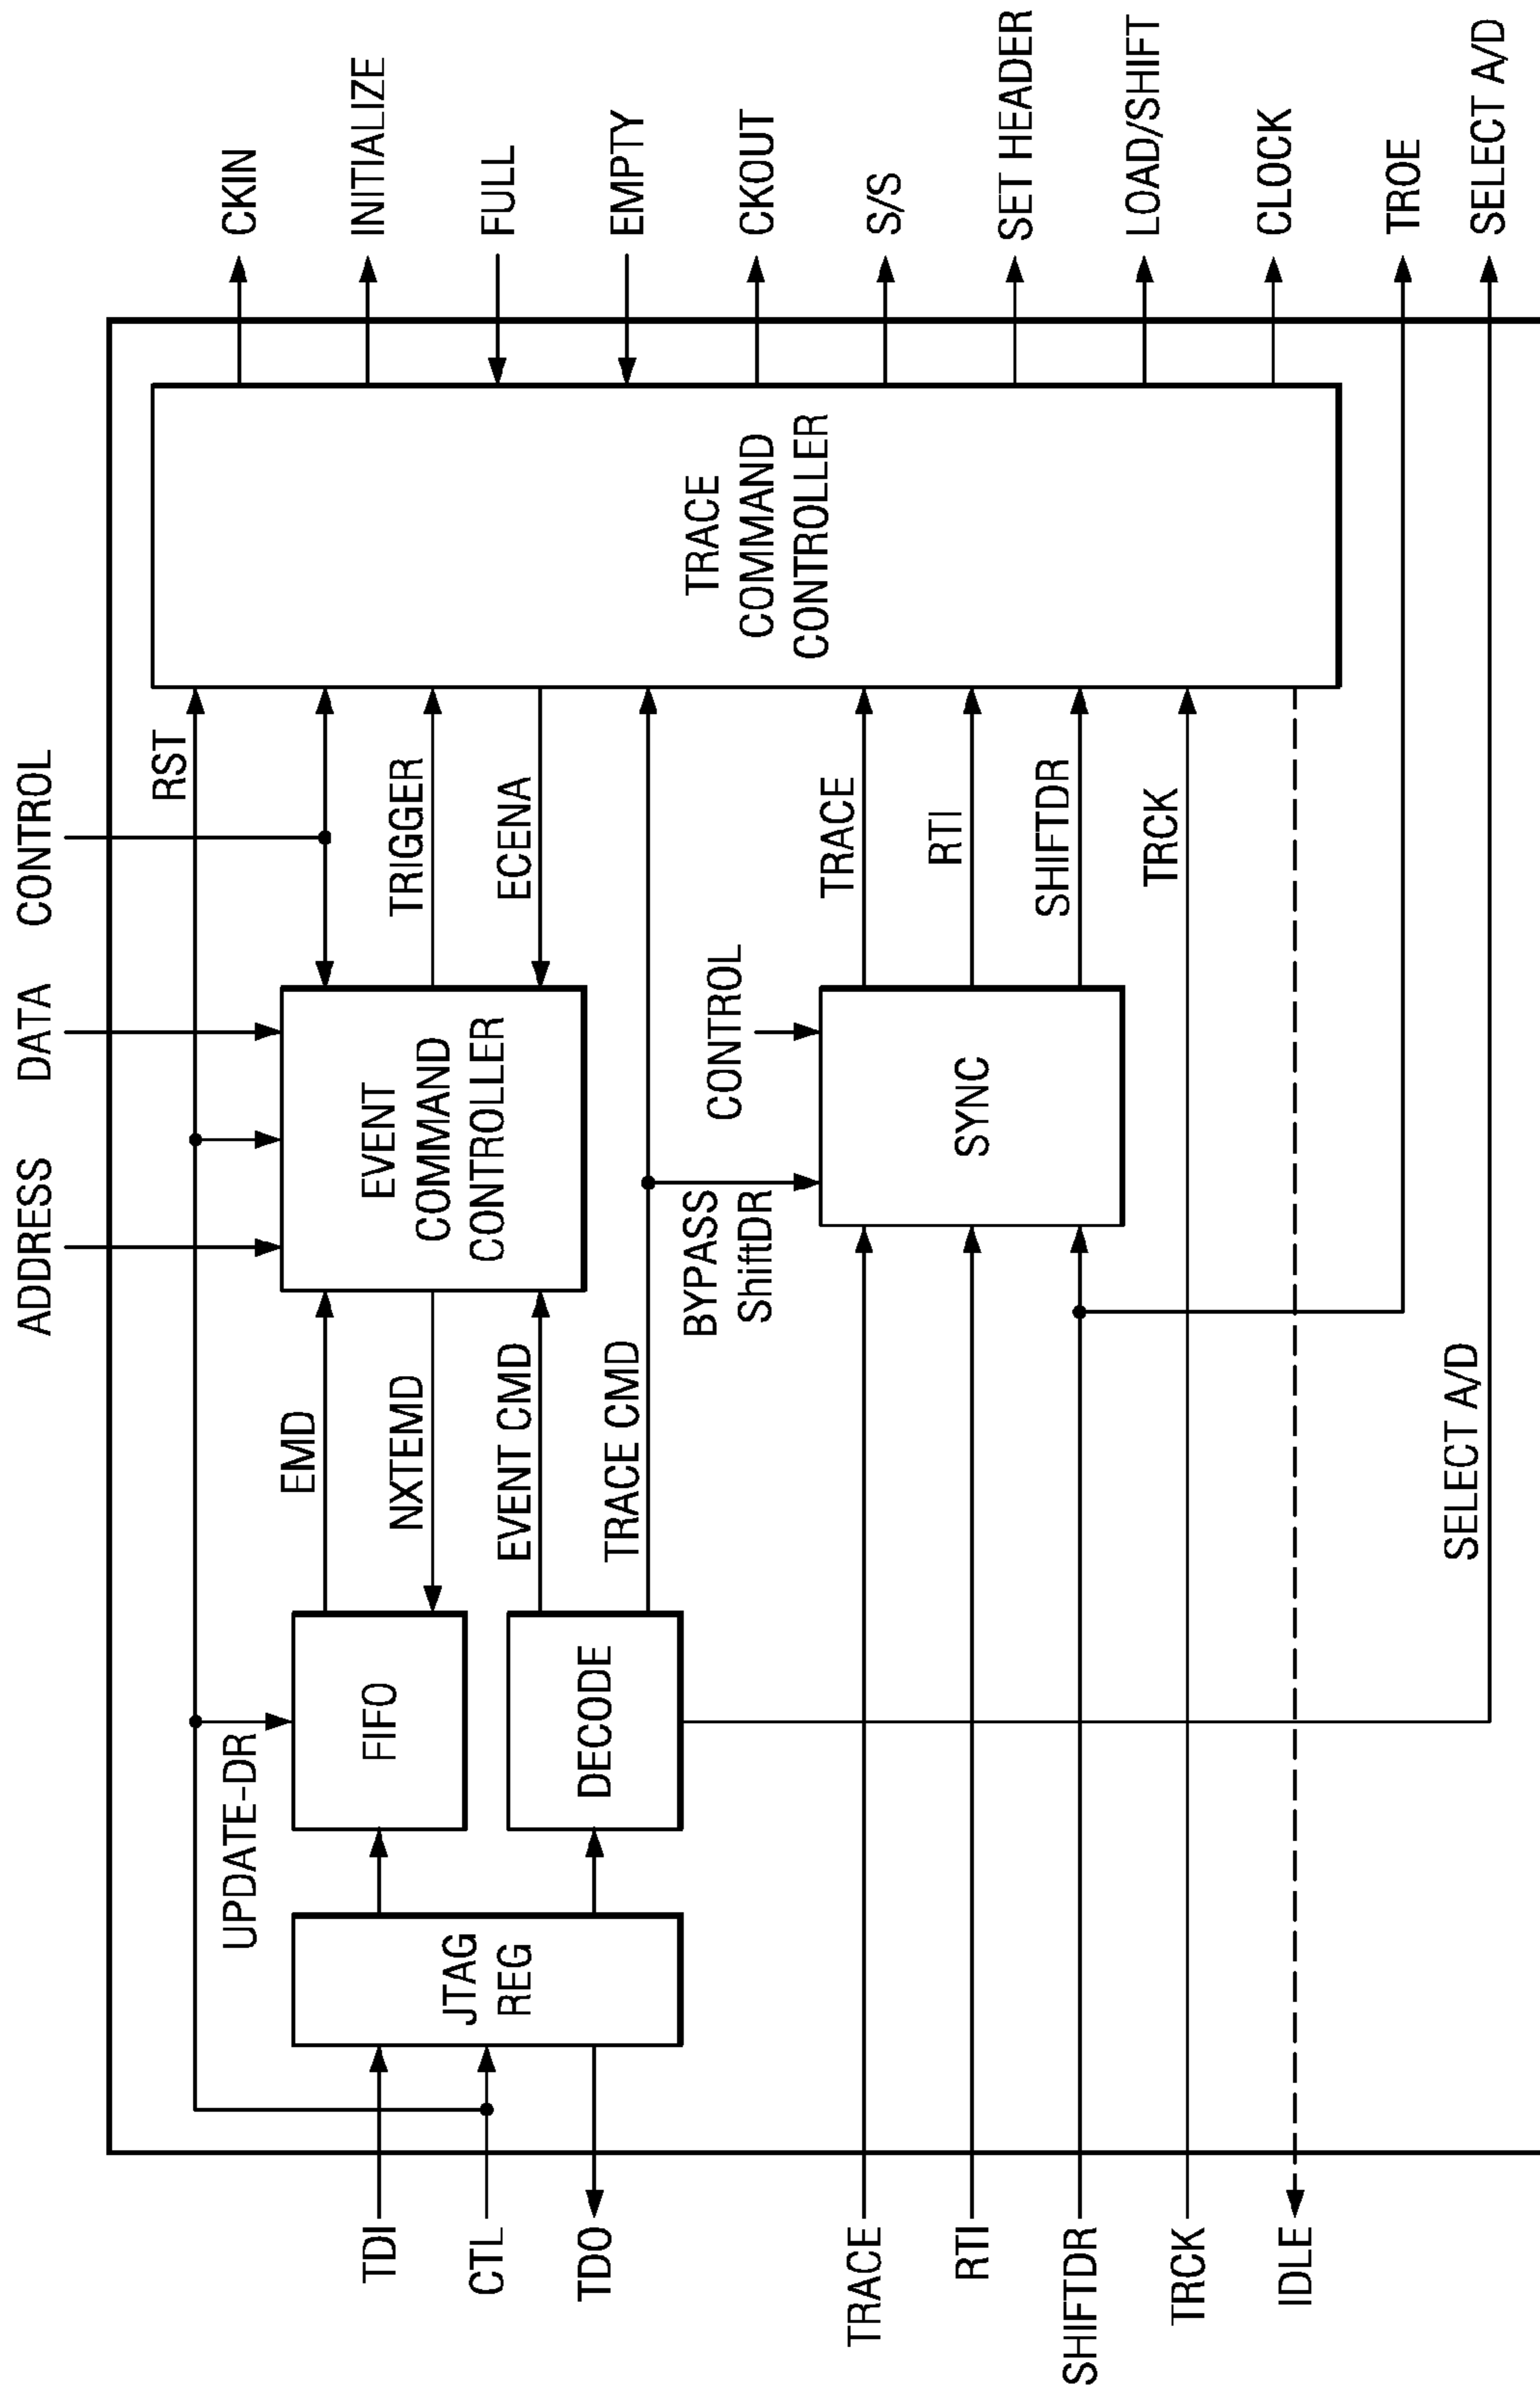 ADDRESS
DATA
CONTROL
RST
UPDATE-DR
TDI
CTL
TDO
JTAG
REG
FIFO
DECODE
EMD
NXTEMD
EVENT CMD
TRACE CMD
EVENT
COMMAND
CONTROLLER
TRIGGER
ECENA
BYPASS
ShiftDR
CONTROL
SYNC
TRACE
RTI
SHIFTDR
TRCK
TRACE
COMMAND
CONTROLLER
TRACE
RTI
SHIFTDR
TRCK
IDLE
SELECT A/D
CKIN
INITIALIZE
FULL
EMPTY
CKOUT
S/S
SET HEADER
LOAD/SHIFT
CLOCK
TROE
SELECT A/D